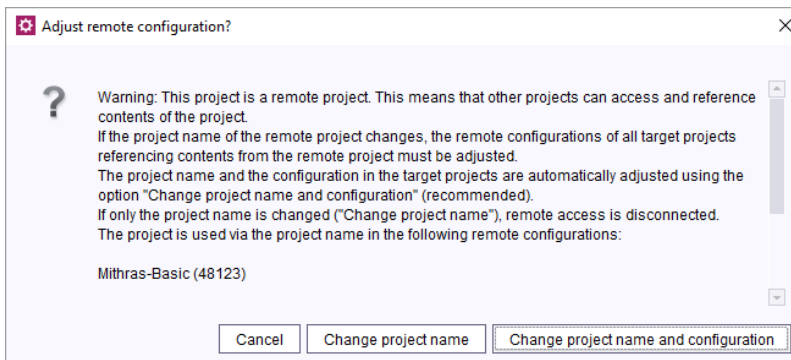 Adjust remote configuration?
Warning: This project is a remote project. This means that other projects can access and reference
contents of the project.
If the project name of the remote project changes, the remote configurations of all target projects
referencing contents from the remote project must be adjusted.
The project name and the configuration in the target projects are automatically adjusted using the
option "Change project name and configuration" (recommended).
If only the project name is changed ("Change project name"), remote access is disconnected.
The project is used via the project name in the following remote configurations:
Mithras-Basic (48123)
Cancel
Change project name
Change project name and configuration